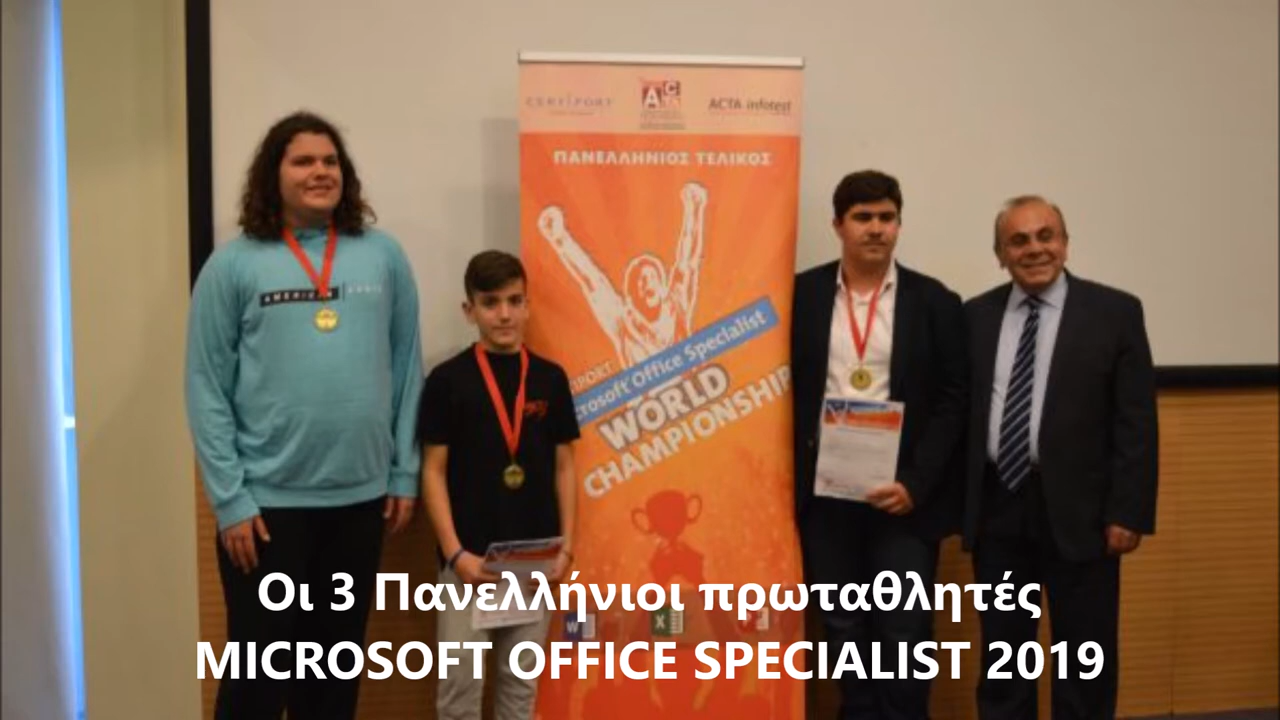 CERTIPORT
AC
ACTA infotest
ΠΑΝΕΛΛΗΝΙΟΣ ΤΕΛΙΚΟΣ
Microsoft Office Specialist
WORLD
CHAMPIONSHIP
AMERICAN
Οι 3 Πανελλήνιοι πρωταθλητές
MICROSOFT OFFICE SPECIALIST 2019